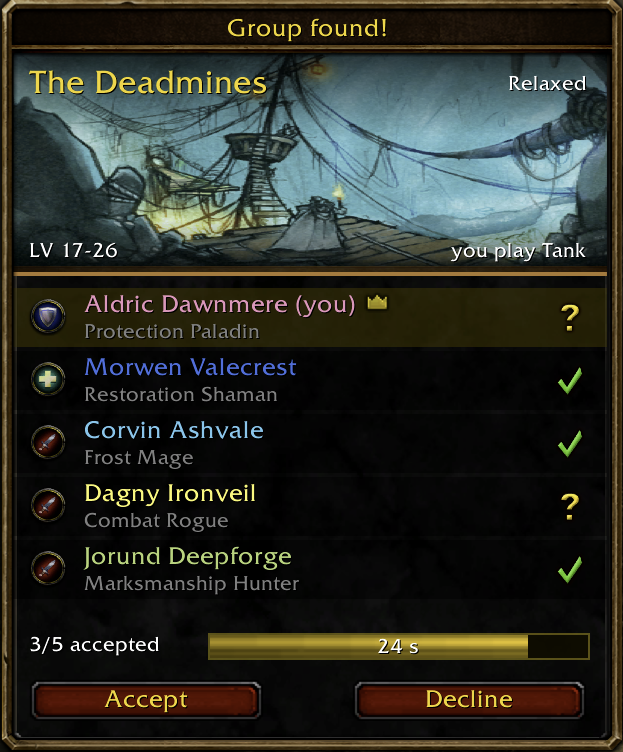 Group found!
The Deadmines
Relaxed
LV 17-26
you play Tank
Aldric Dawnmere (you)
?
Protection Paladin
Morwen Valecrest
Restoration Shaman
Corvin Ashvale
Frost Mage
Dagny Ironveil
?
Combat Rogue
Jorund Deepforge
Marksmanship Hunter
3/5 accepted
24 s
Accept
Decline